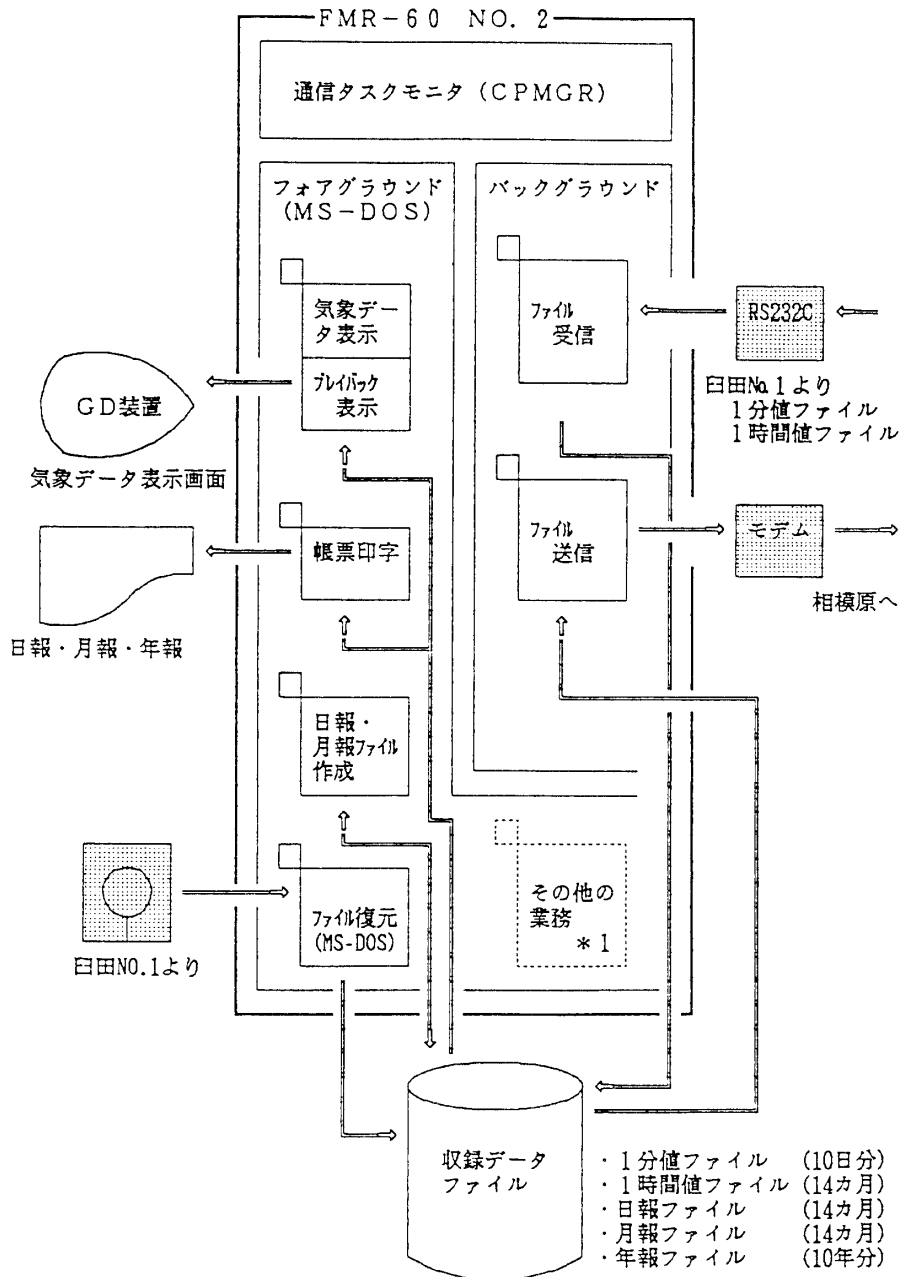 FMR-60 NO.2
通信タスクモニタ(CPMGR)
フォアグラウンド
(MS-DOS)
気象デー
タ表示
プレイバック
表示
GD装置
気象データ表示画面
帳票印字
日報・月報・年報
日報・
月報ファイル
作成
ファイル復元
(MS-DOS)
臼田NO.1より
バックグラウンド
ファイル
受信
RS232C
臼田No.1より
1分値ファイル
1時間値ファイル
ファイル
送信
モデム
相模原へ
その他の
業務
*1
収録データ
ファイル
・1分値ファイル (10日分)
・1時間値ファイル (14カ月)
・日報ファイル (14カ月)
・月報ファイル (14カ月)
・年報ファイル (10年分)